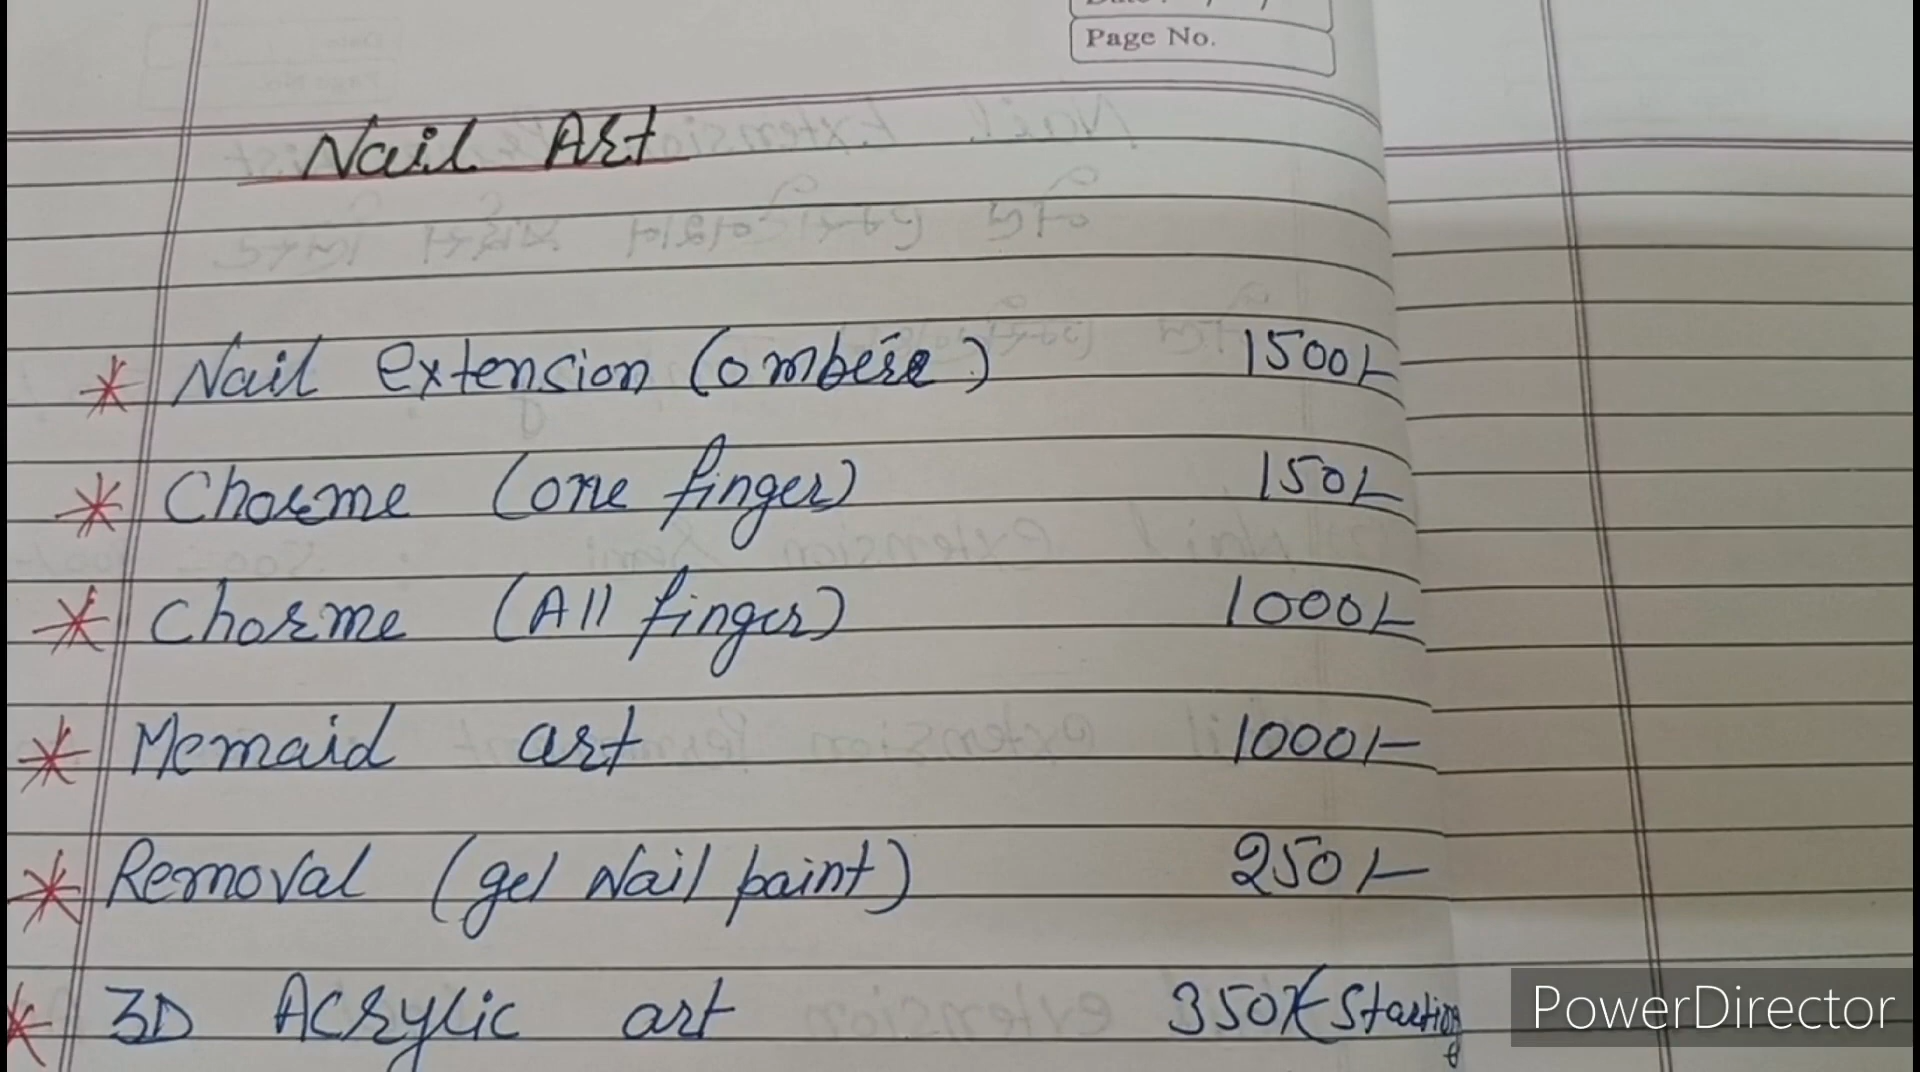 Page No.
Nail Art
* Nail extension (ombere) 1500/-
* Chorme (one finger) 150/-
* Chorme (All finger) 1000/-
* Memaid art 1000/-
* Removal (gel Nail paint) 250/-
* 3D Acrylic art 350/- Starting
PowerDirector